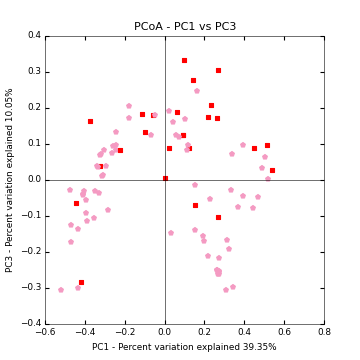 PCoA - PC1 vs PC3
0.4
0.3
0.2
0.1
0.0
−0.1
−0.2
−0.3
−0.4
PC3 - Percent variation explained 10.05%
−0.6 −0.4 −0.2 0.0 0.2 0.4 0.6 0.8
PC1 - Percent variation explained 39.35%